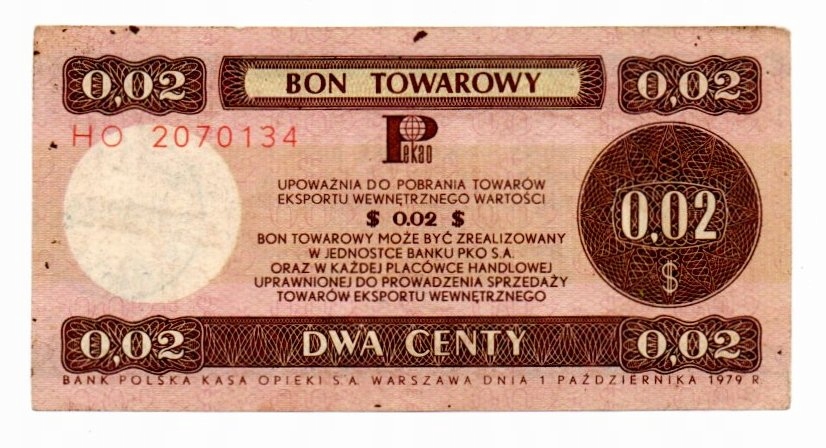 0,02 BON TOWAROWY 0,02
HO 2070134
Pekao
UPOWAŻNIA DO POBRANIA TOWARÓW
EKSPORTU WEWNĘTRZNEGO WARTOŚCI
$ 0.02 $
BON TOWAROWY MOŻE BYĆ ZREALIZOWANY
W JEDNOSTCE BANKU PKO S.A.
ORAZ W KAŻDEJ PLACÓWCE HANDLOWEJ
UPRAWNIONEJ DO PROWADZENIA SPRZEDAŻY
TOWARÓW EKSPORTU WEWNĘTRZNEGO
0,02
$
0,02 DWA CENTY 0,02
BANK POLSKA KASA OPIEKI S.A. WARSZAWA DNIA 1 PAŹDZIERNIKA 1979 R